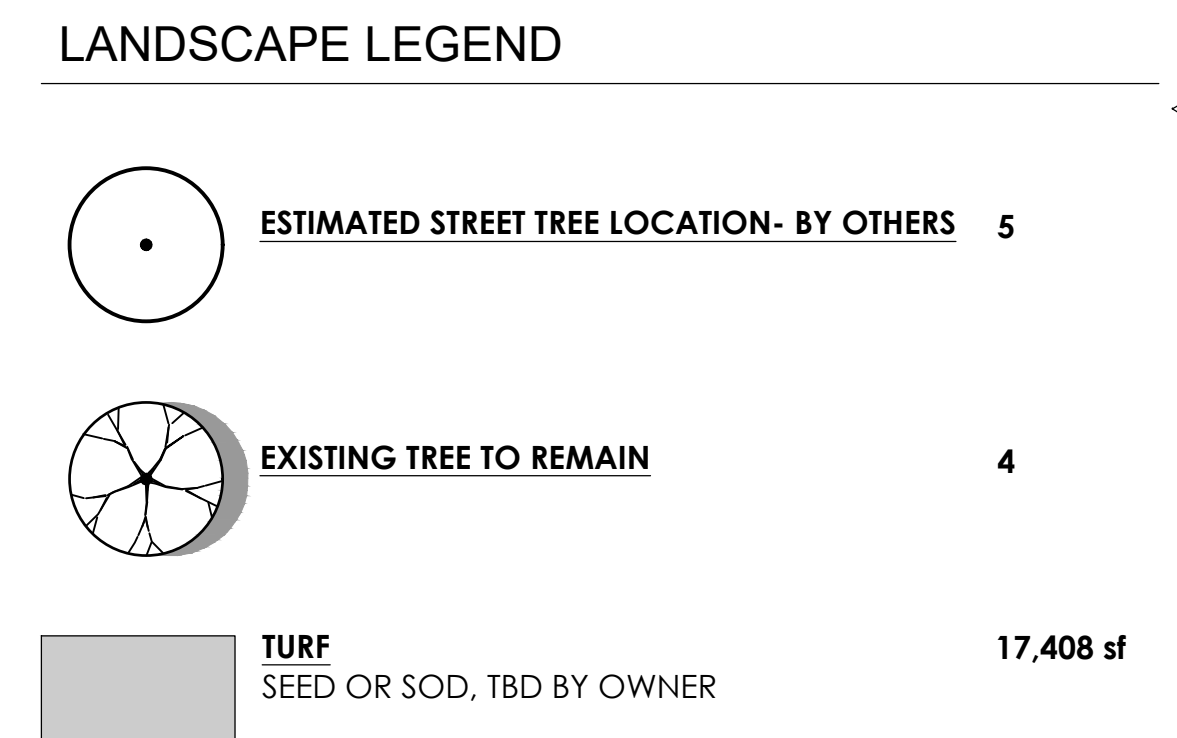 LANDSCAPE LEGEND
ESTIMATED STREET TREE LOCATION- BY OTHERS 5
EXISTING TREE TO REMAIN 4
TURF 17,408 sf
SEED OR SOD, TBD BY OWNER